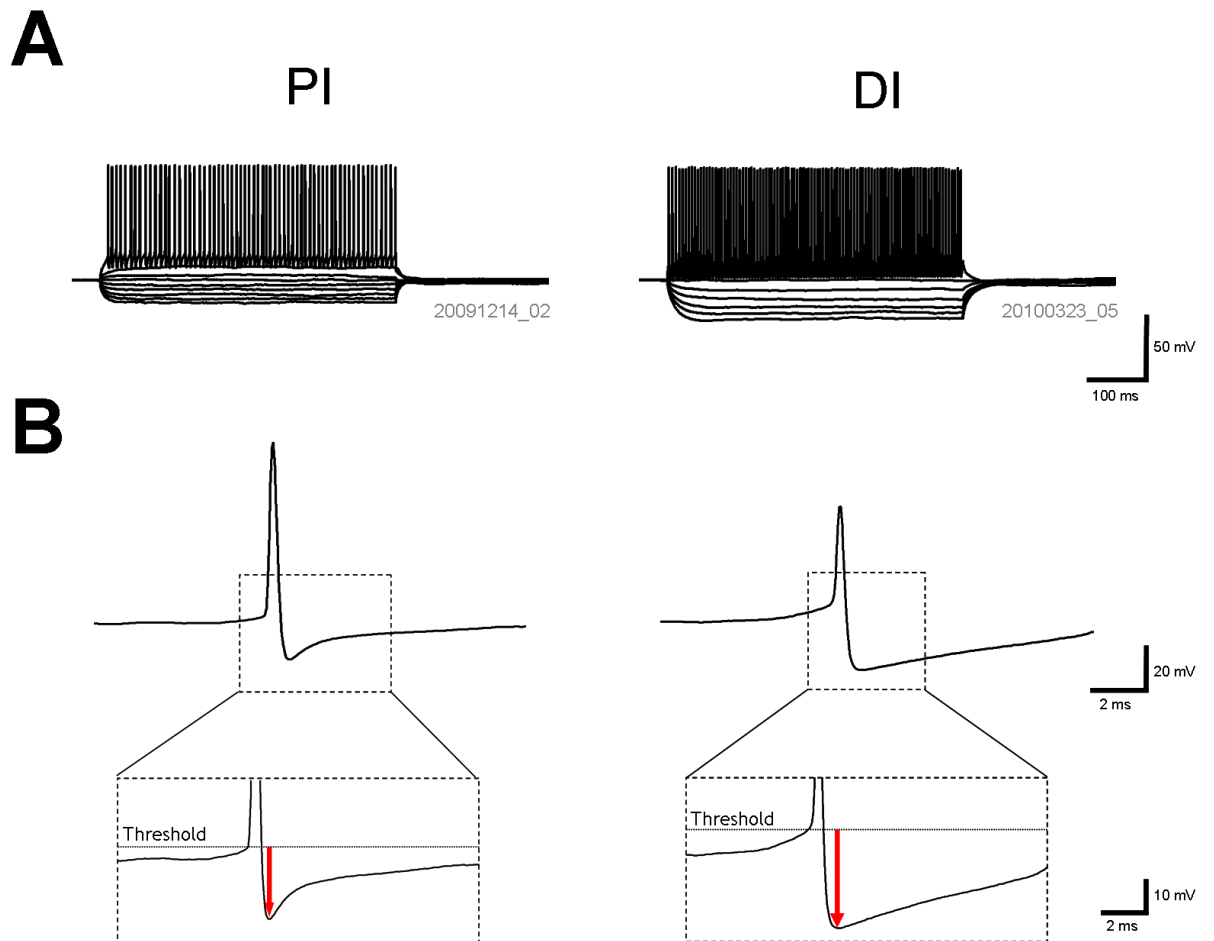 A
PI
DI
20091214_02
20100323_05
50 mV
100 ms
B
20 mV
2 ms
Threshold
Threshold
10 mV
2 ms